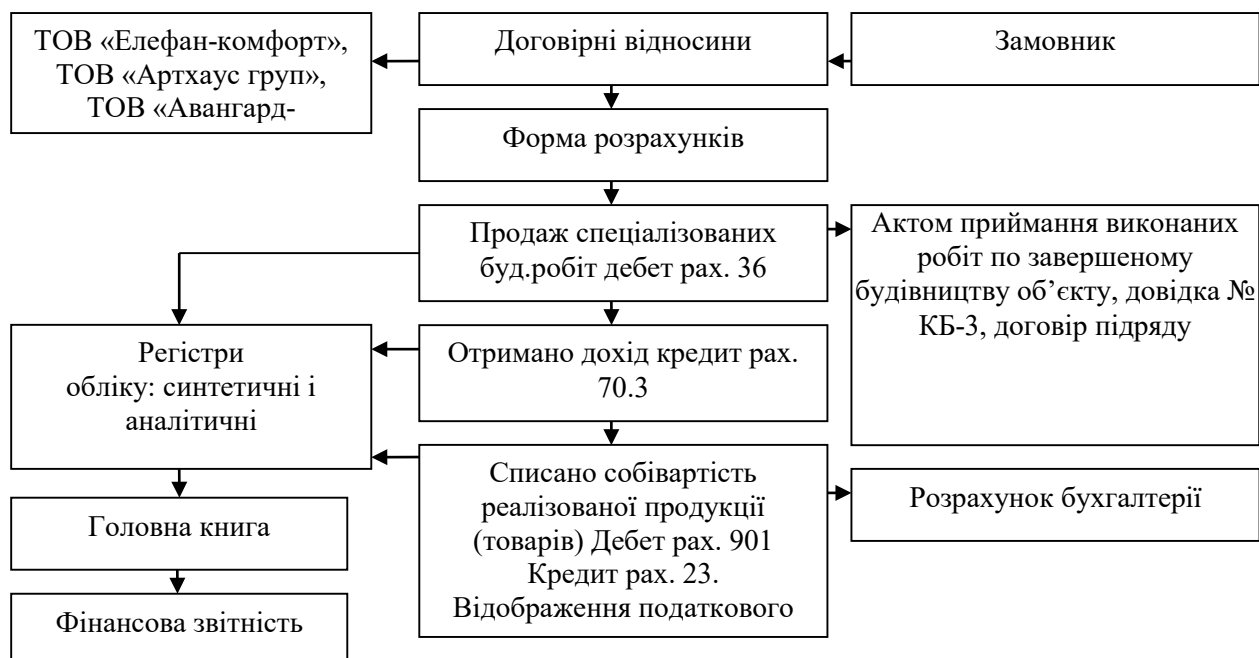 ТОВ «Елефан-комфорт»,
ТОВ «Артхаус груп»,
ТОВ «Авангард-
Договірні відносини
Замовник
Форма розрахунків
Продаж спеціалізованих
буд.робіт дебет рах. 36
Актом приймання виконаних
робіт по завершеному
будівництву об’єкту, довідка №
КБ-3, договір підряду
Регістри
обліку: синтетичні і
аналітичні
Отримано дохід кредит рах.
70.3
Списано собівартість
реалізованої продукції
(товарів) Дебет рах. 901
Кредит рах. 23.
Відображення податкового
Розрахунок бухгалтерії
Головна книга
Фінансова звітність